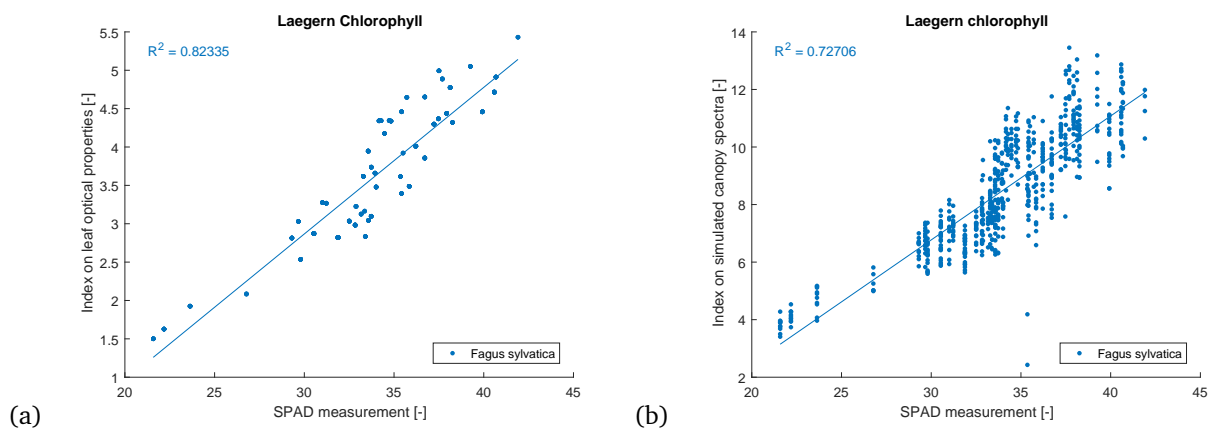 Laegern Chlorophyll
R² = 0.82335
Index on leaf optical properties [-]
5.5
5
4.5
4
3.5
3
2.5
2
1.5
1
20 25 30 35 40 45
SPAD measurement [-]
Fagus sylvatica
(a)
Laegern chlorophyll
R² = 0.72706
Index on simulated canopy spectra [-]
14
12
10
8
6
4
2
20 25 30 35 40 45
SPAD measurement [-]
Fagus sylvatica
(b)